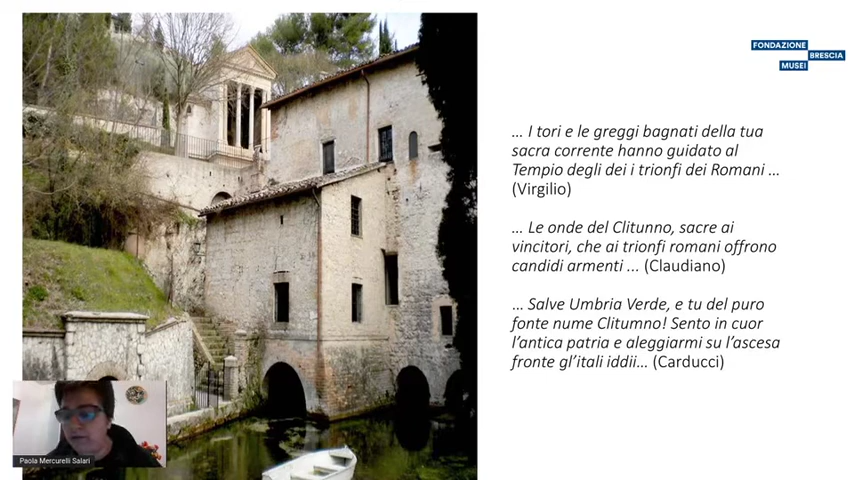 FONDAZIONE
BRESCIA
MUSEI
… I tori e le greggi bagnati della tua
sacra corrente hanno guidato al
Tempio degli dei i trionfi dei Romani …
(Virgilio)
… Le onde del Clitunno, sacre ai
vincitori, che ai trionfi romani offrono
candidi armenti ... (Claudiano)
… Salve Umbria Verde, e tu del puro
fonte nume Clitumno! Sento in cuor
l’antica patria e aleggiarmi su l’ascesa
fronte gl’itali iddii… (Carducci)
Paola Mercurelli Salari